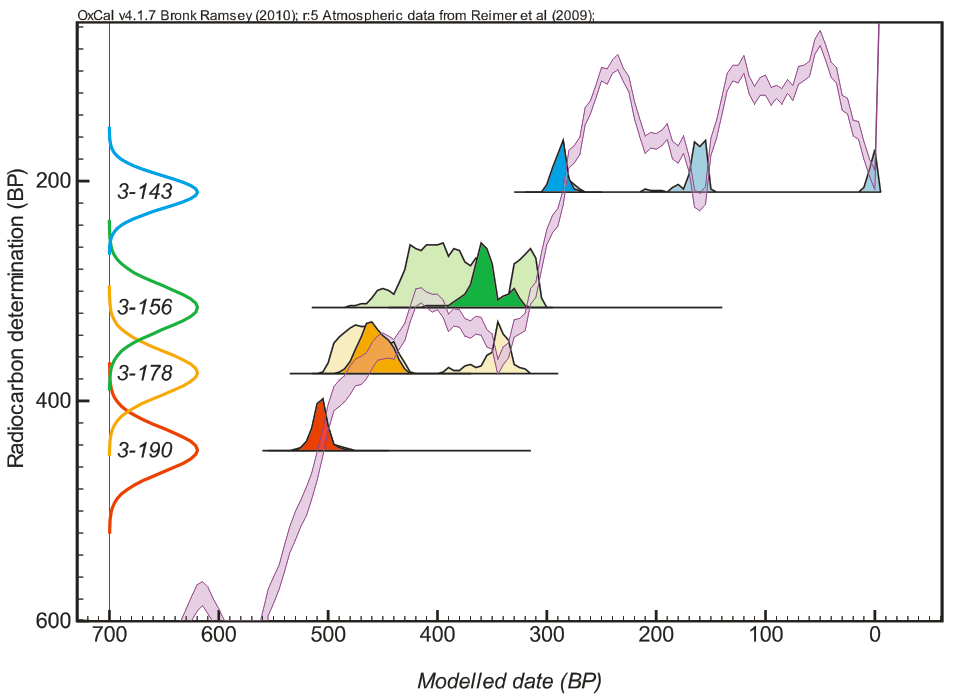 OxCal v4.1.7 Bronk Ramsey (2010); r:5 Atmospheric data from Reimer et al (2009);
Radiocarbon determination (BP)
200
400
600
3-143
3-156
3-178
3-190
700 600 500 400 300 200 100 0
Modelled date (BP)